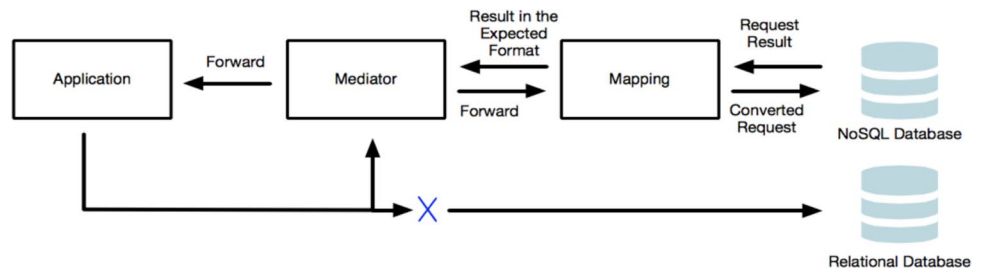 Result in the
Expected
Format
Request
Result
Forward
Application
Mediator
Mapping
Forward
Converted
Request
NoSQL Database
X
Relational Database